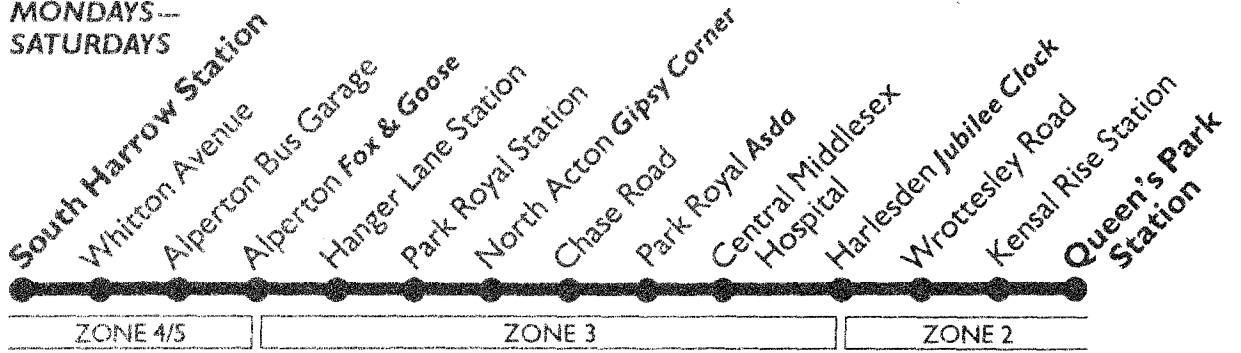 MONDAYS—
SATURDAYS
South Harrow Station
Whitton Avenue
Alperton Bus Garage
Alperton Fox & Goose
Hanger Lane Station
Park Royal Station
North Acton Gipsy Corner
Chase Road
Park Royal Asda
Central Middlesex
Hospital
Harlesden Jubilee Clock
Wrottesley Road
Kensal Rise Station
Queen's Park
Station
ZONE 4/5
ZONE 3
ZONE 2